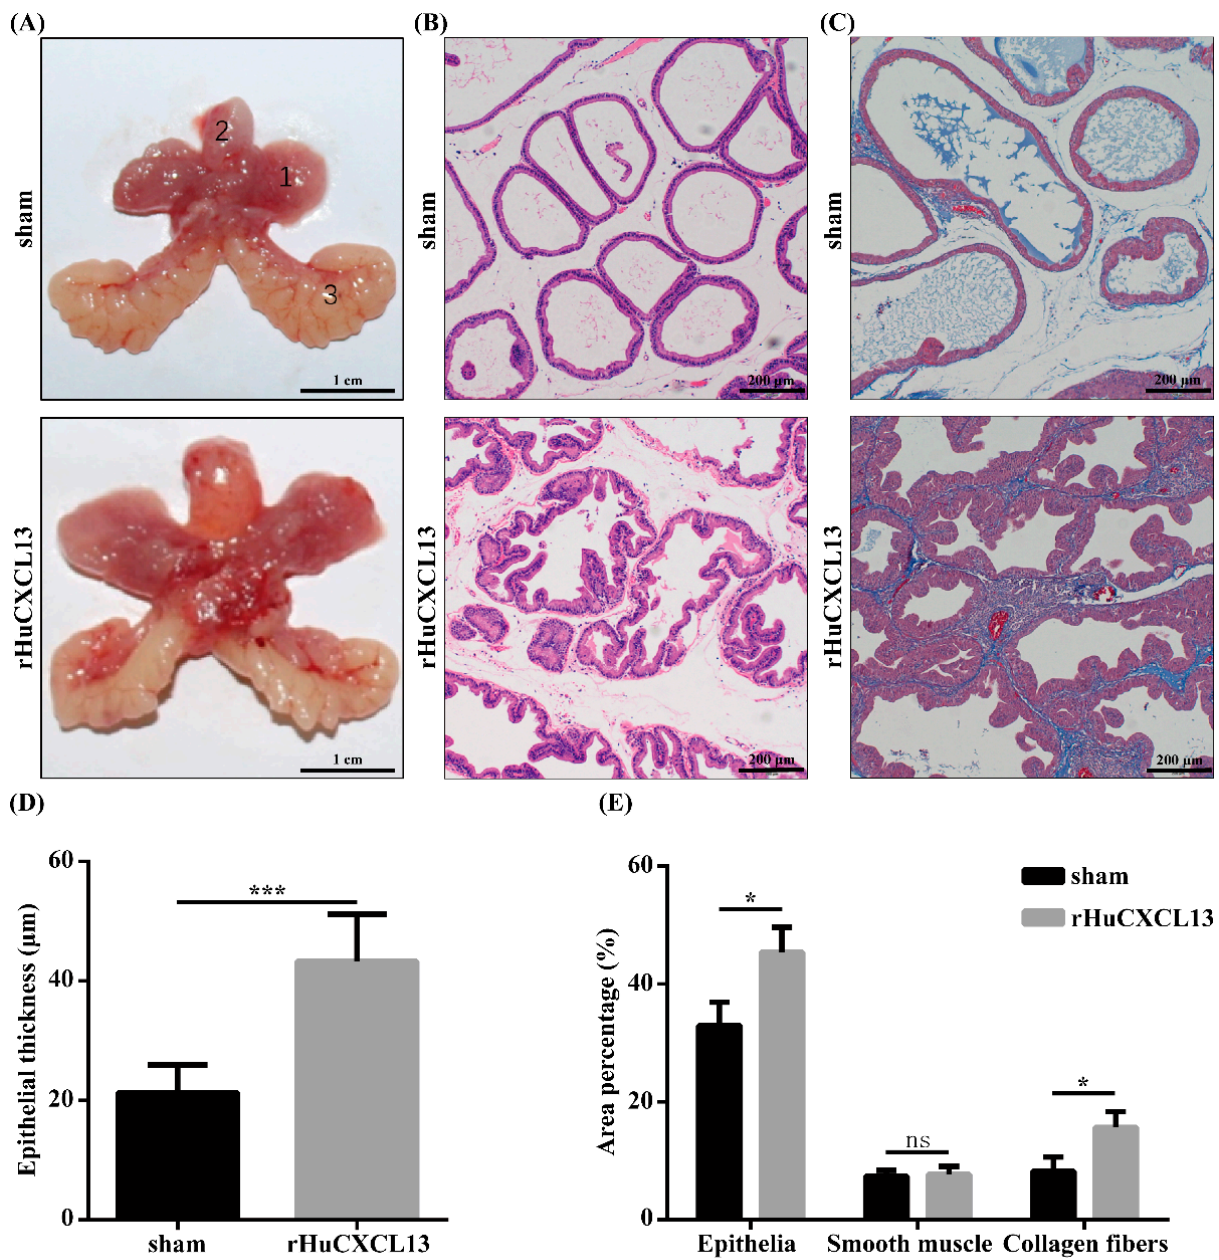 (A)
(B)
(C)
sham
2
1
3
1 cm
sham
200 μm
sham
200 μm
rHuCXCL13
1 cm
rHuCXCL13
200 μm
rHuCXCL13
200 μm
(D)
60
40
20
0
Epithelial thickness (μm)
***
sham
rHuCXCL13
(E)
60
40
20
0
Area percentage (%)
*
ns
*
sham
rHuCXCL13
Epithelia
Smooth muscle
Collagen fibers